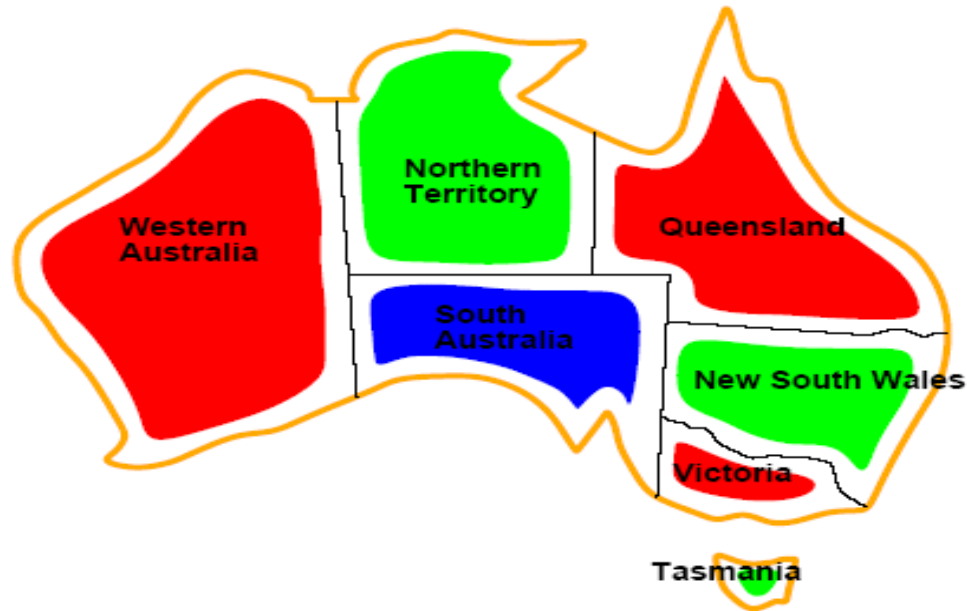 Northern
Territory
Western
Australia
Queensland
South
Australia
New South Wales
Victoria
Tasmania